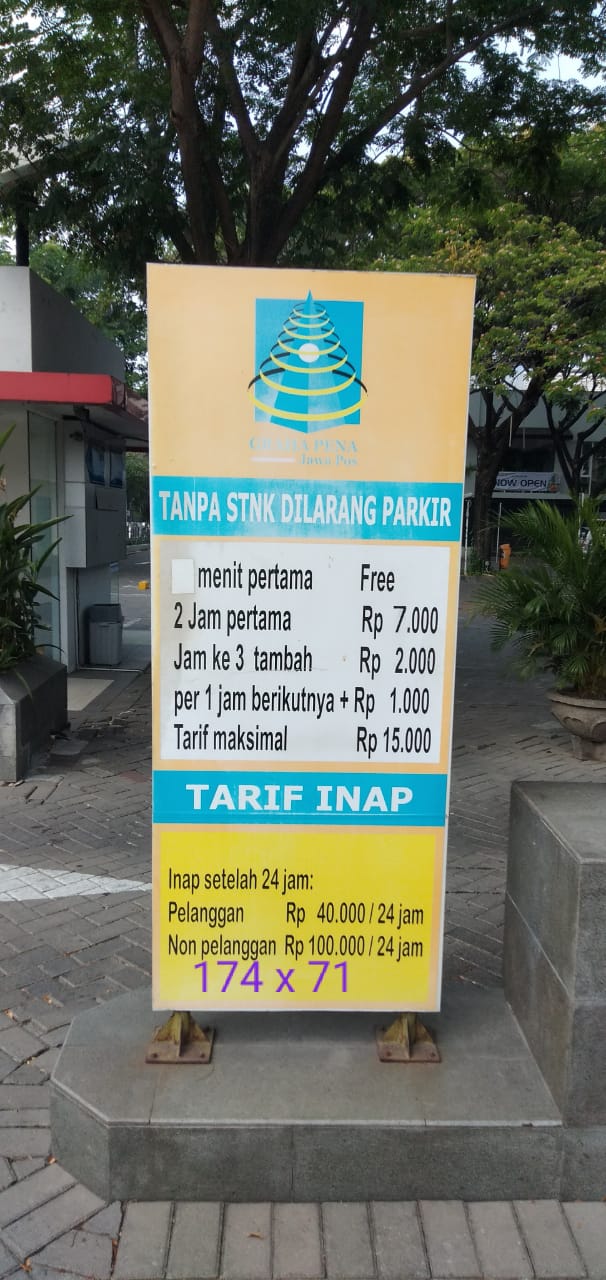 GRAHA PENA
Jawa Pos
TANPA STNK DILARANG PARKIR
menit pertama Free
2 Jam pertama Rp 7.000
Jam ke 3 tambah Rp 2.000
per 1 jam berikutnya + Rp 1.000
Tarif maksimal Rp 15.000
TARIF INAP
Inap setelah 24 jam:
Pelanggan Rp 40.000 / 24 jam
Non pelanggan Rp 100.000 / 24 jam
174 x 71
NOW OPEN